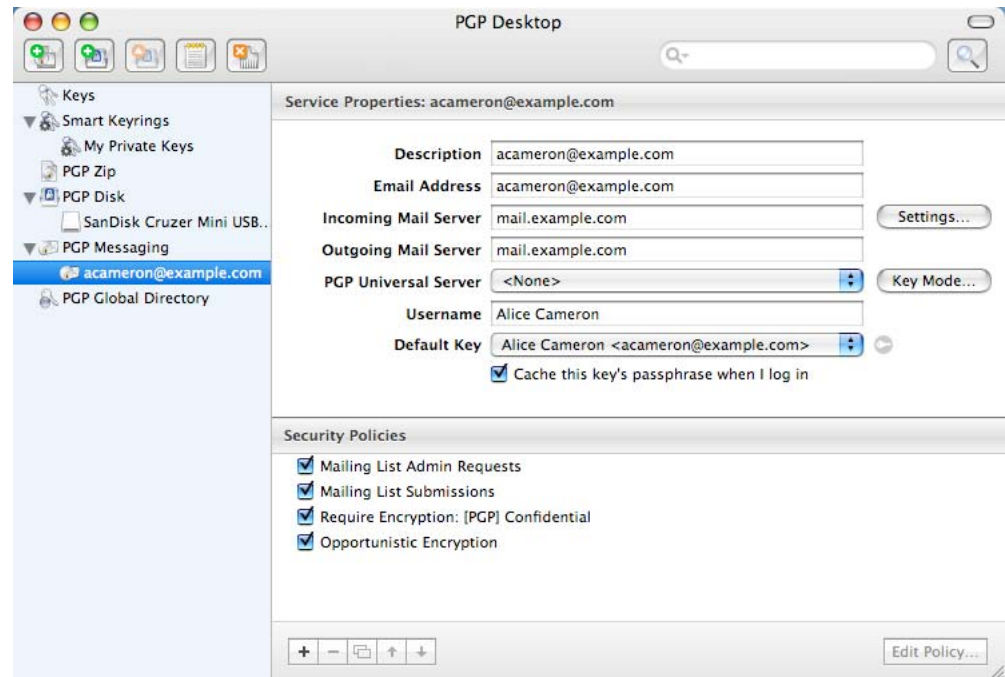 PGP Desktop
Keys
Smart Keyrings
My Private Keys
PGP Zip
PGP Disk
SanDisk Cruzer Mini USB..
PGP Messaging
acameron@example.com
PGP Global Directory
Service Properties: acameron@example.com
Description acameron@example.com
Email Address acameron@example.com
Incoming Mail Server mail.example.com Settings...
Outgoing Mail Server mail.example.com
PGP Universal Server <None> Key Mode...
Username Alice Cameron
Default Key Alice Cameron <acameron@example.com>
Cache this key's passphrase when I log in
Security Policies
Mailing List Admin Requests
Mailing List Submissions
Require Encryption: [PGP] Confidential
Opportunistic Encryption
Edit Policy...